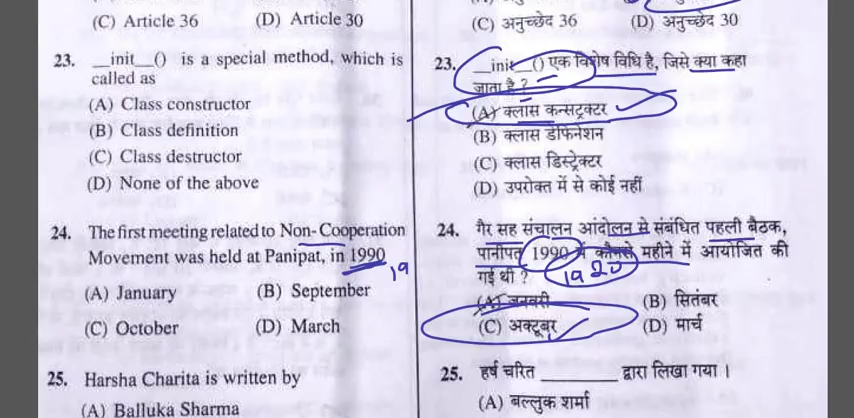 (C) Article 36 (D) Article 30
23. __init__() is a special method, which is
called as
(A) Class constructor
(B) Class definition
(C) Class destructor
(D) None of the above
24. The first meeting related to Non-Cooperation
Movement was held at Panipat, in 1990
19
(A) January (B) September
(C) October (D) March
25. Harsha Charita is written by
(A) Balluka Sharma
(C) अनुच्छेद 36 (D) अनुच्छेद 30
23. __init__() एक विशेष विधि है, जिसे क्या कहा
जाता है ?
(A) क्लास कन्सट्रक्टर
(B) क्लास डेफिनेशन
(C) क्लास डिस्ट्रेक्टर
(D) उपरोक्त में से कोई नहीं
24. गैर सह संचालन आंदोलन से संबंधित पहली बैठक,
पानीपत 1990 में कौनसे महीने में आयोजित की
गई थी ? 1920
(A) जनवरी (B) सितंबर
(C) अक्टूबर (D) मार्च
25. हर्ष चरित ________ द्वारा लिखा गया ।
(A) बल्लुक शर्मा